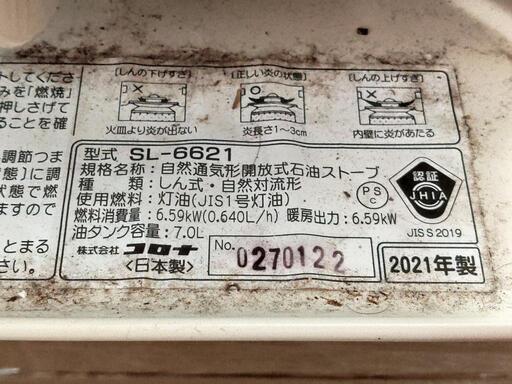 トしてくださ
みを「燃焼」
押しさげて
ることを確
調節つま
態〕に調
状態で燃
ますので
とまる
ください。
[しんの下げすぎ]
[正しい炎の状態]
[しんの上げすぎ]
火皿より炎が出ない
炎長さ1~3cm
内壁に炎があたる
型式 SL-6621
規格名称:自然通気形開放式石油ストーブ
種 類:しん式・自然対流形
使用燃料:灯油(JIS1号灯油)
燃料消費量:6.59kW(0.640L/h) 暖房出力:6.59kW
油タンク容量:7.0L
株式会社 コロナ
<日本製>
No.
0270122
2021年製
PS
C
認証
JHIA
JIS S 2019